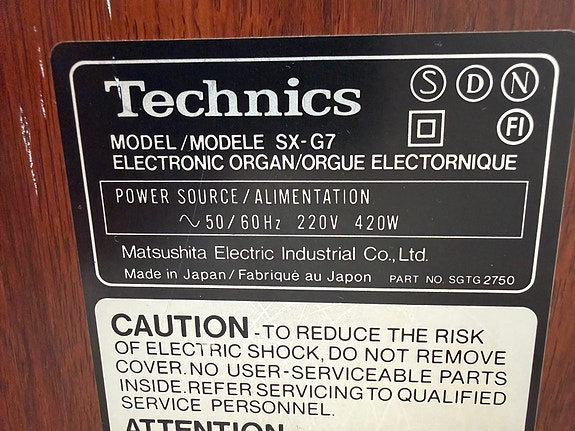 Technics
S D N
FI
MODEL/MODELE SX-G7
ELECTRONIC ORGAN/ORGUE ELECTORNIQUE
POWER SOURCE/ALIMENTATION
∿ 50/60Hz 220V 420W
Matsushita Electric Industrial Co., Ltd.
Made in Japan/Fabriqué au Japon PART NO. SGTG2750
CAUTION-TO REDUCE THE RISK
OF ELECTRIC SHOCK, DO NOT REMOVE
COVER. NO USER-SERVICEABLE PARTS
INSIDE. REFER SERVICING TO QUALIFIED
SERVICE PERSONNEL.
ATTENTION